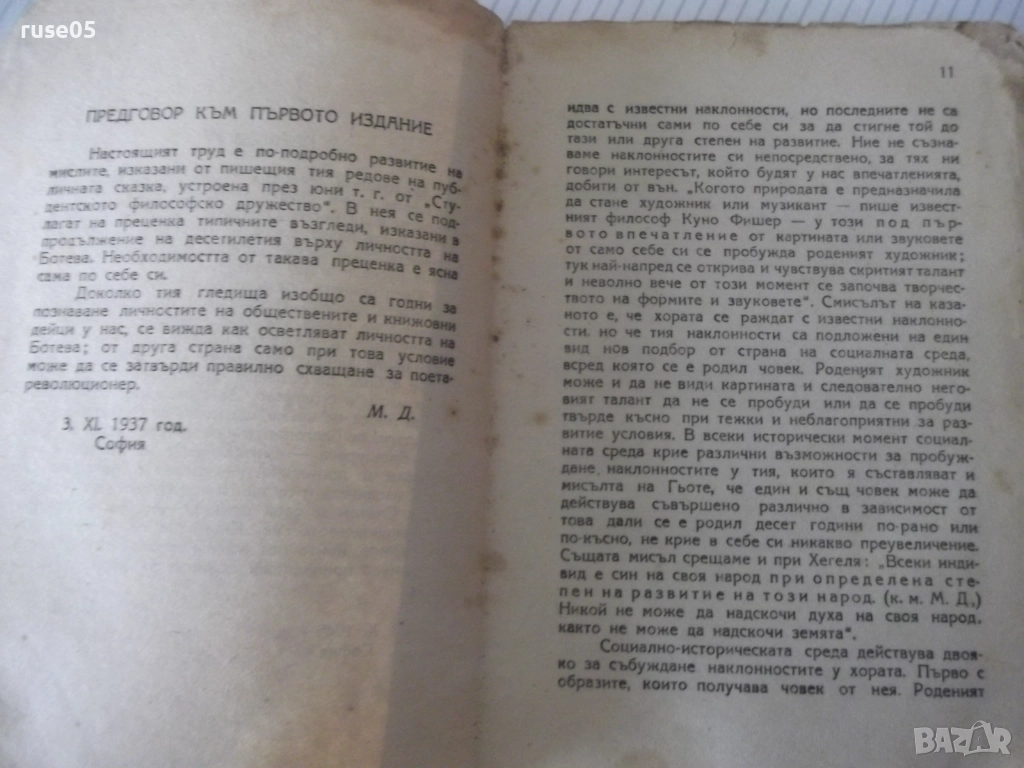 ruse05
ПРЕДГОВОР КЪМ ПЪРВОТО ИЗДАНИЕ
Настоящият труд е по-подробно развитие на
мислите, изказани от пишещия тия редове на пуб-
личната сказка, устроена през юни т. г. от „Сту-
дентското философско дружество“. В нея се под-
лагат на преценка типичните възгледи, изказани в
продължение на десетилетия върху личността на
Ботева. Необходимостта от такава преценка е ясна
сама по себе си.
Доколко тия гледища изобщо са годни за
познаване личностите на обществените и книжовни
дейци у нас, се вижда как осветляват личността на
Ботева; от друга страна само при това условие
може да се затвърди правилно схващане за поета-
революционер.
М. Д.
3. XI. 1937 год.
София
11
идва с известни наклонности, но последните не са
достатъчни сами по себе си за да стигне той до
тази или друга степен на развитие. Ние не съзна-
ваме наклонностите си непосредствено, за тях ни
говори интересът, който будят у нас впечатленията,
добити от вън. „Когото природата е предназначила
да стане художник или музикант — пише извест-
ният философ Куно Фишер — у този под пър-
вото впечатление от картината или звуковете
от само себе си се пробужда роденият художник;
тук най-напред се открива и чувствува скритият талант
и неволно вече от този момент се започва творчес-
твото на формите и звуковете“. Смисълът на каза-
ното е, че хората се раждат с известни наклонно-
сти, но че тия наклонности са подложени на един
вид нов подбор от страна на социалната среда,
всред която се е родил човек. Роденият художник
може и да не види картината и следователно него-
вият талант да не се пробуди или да се пробуди
твърде късно при тежки и неблагоприятни за раз-
витие условия. В всеки исторически момент социал-
ната среда крие различни възможности за пробуж-
дане наклонностите у тия, които я съставляват и
мисълта на Гьоте, че един и същ човек може да
действува съвършено различно в зависимост от
това дали се е родил десет години по-рано или
по-късно, не крие в себе си никакво преувеличение.
Същата мисъл срещаме и при Хегеля: „Всеки инди-
вид е син на своя народ при определена сте-
пен на развитие на този народ. (к. м. М. Д.)
Никой не може да надскочи духа на своя народ,
както не може да надскочи земята“.
Социално-историческата среда действува двоя-
ко за събуждане наклонностите у хората. Първо с
образите, които получава човек от нея. Роденият
BAZAR